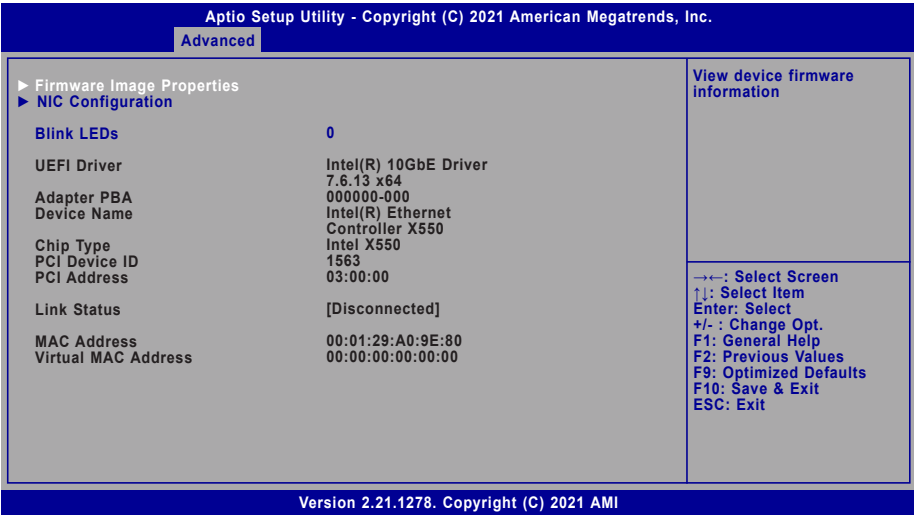 Aptio Setup Utility - Copyright (C) 2021 American Megatrends, Inc.
Advanced
► Firmware Image Properties
► NIC Configuration
Blink LEDs 0
UEFI Driver Intel(R) 10GbE Driver
7.6.13 x64
Adapter PBA 000000-000
Device Name Intel(R) Ethernet
Controller X550
Chip Type Intel X550
PCI Device ID 1563
PCI Address 03:00:00
Link Status [Disconnected]
MAC Address 00:01:29:A0:9E:80
Virtual MAC Address 00:00:00:00:00:00
View device firmware
information
→←: Select Screen
↑↓: Select Item
Enter: Select
+/- : Change Opt.
F1: General Help
F2: Previous Values
F9: Optimized Defaults
F10: Save & Exit
ESC: Exit
Version 2.21.1278. Copyright (C) 2021 AMI